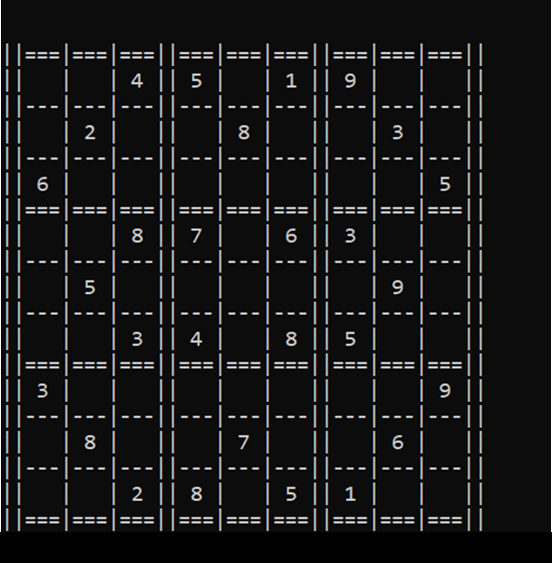 ||===|===|===||===|===|===||===|===|===||
||   |   | 4 || 5 |   | 1 || 9 |   |   ||
||---|---|---||---|---|---||---|---|---||
||   | 2 |   ||   | 8 |   ||   | 3 |   ||
||---|---|---||---|---|---||---|---|---||
|| 6 |   |   ||   |   |   ||   |   | 5 ||
||===|===|===||===|===|===||===|===|===||
||   |   | 8 || 7 |   | 6 || 3 |   |   ||
||---|---|---||---|---|---||---|---|---||
||   | 5 |   ||   |   |   ||   | 9 |   ||
||---|---|---||---|---|---||---|---|---||
||   |   | 3 || 4 |   | 8 || 5 |   |   ||
||===|===|===||===|===|===||===|===|===||
|| 3 |   |   ||   |   |   ||   |   | 9 ||
||---|---|---||---|---|---||---|---|---||
||   | 8 |   ||   | 7 |   ||   | 6 |   ||
||---|---|---||---|---|---||---|---|---||
||   |   | 2 || 8 |   | 5 || 1 |   |   ||
||===|===|===||===|===|===||===|===|===||